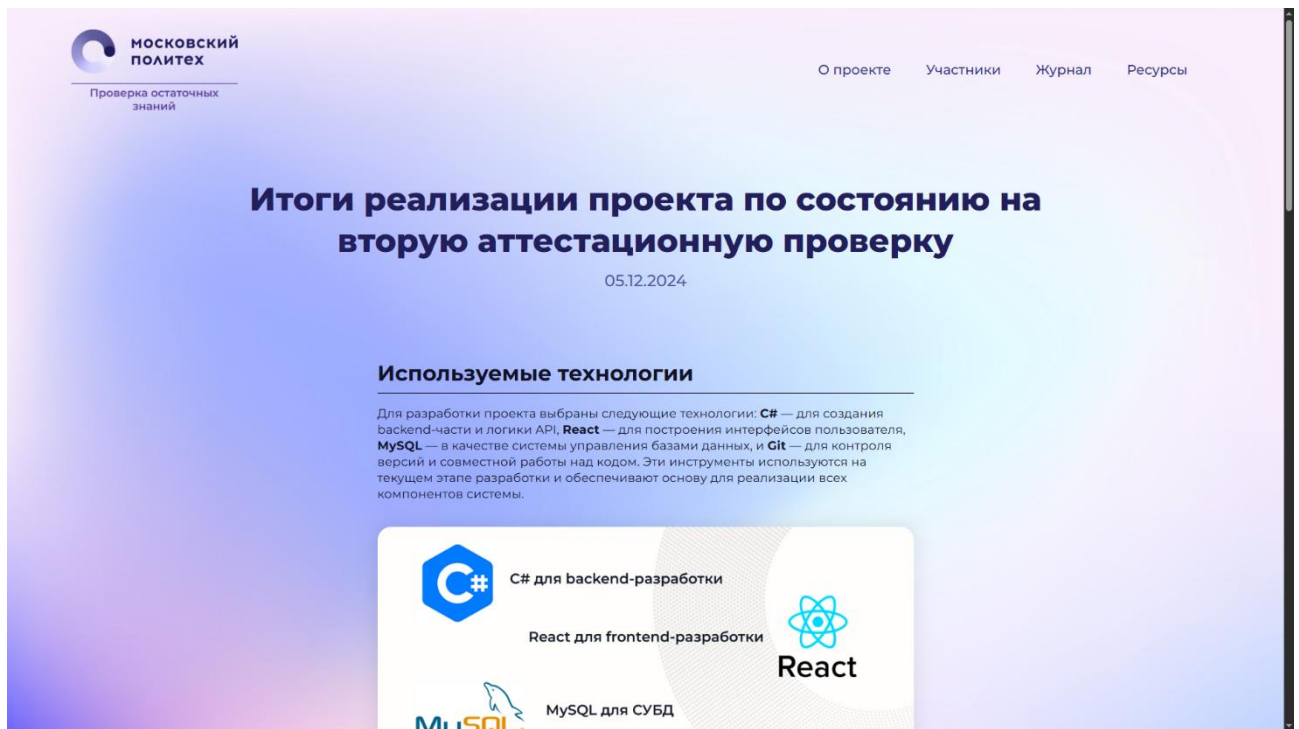 московский
политех
Проверка остаточных
знаний
О проекте Участники Журнал Ресурсы
Итоги реализации проекта по состоянию на
вторую аттестационную проверку
05.12.2024
Используемые технологии
Для разработки проекта выбраны следующие технологии: C# — для создания
backend-части и логики API, React — для построения интерфейсов пользователя,
MySQL — в качестве системы управления базами данных, и Git — для контроля
версий и совместной работы над кодом. Эти инструменты используются на
текущем этапе разработки и обеспечивают основу для реализации всех
компонентов системы.
C#
C# для backend-разработки
React для frontend-разработки
React
MySQL для СУБД
MySQL